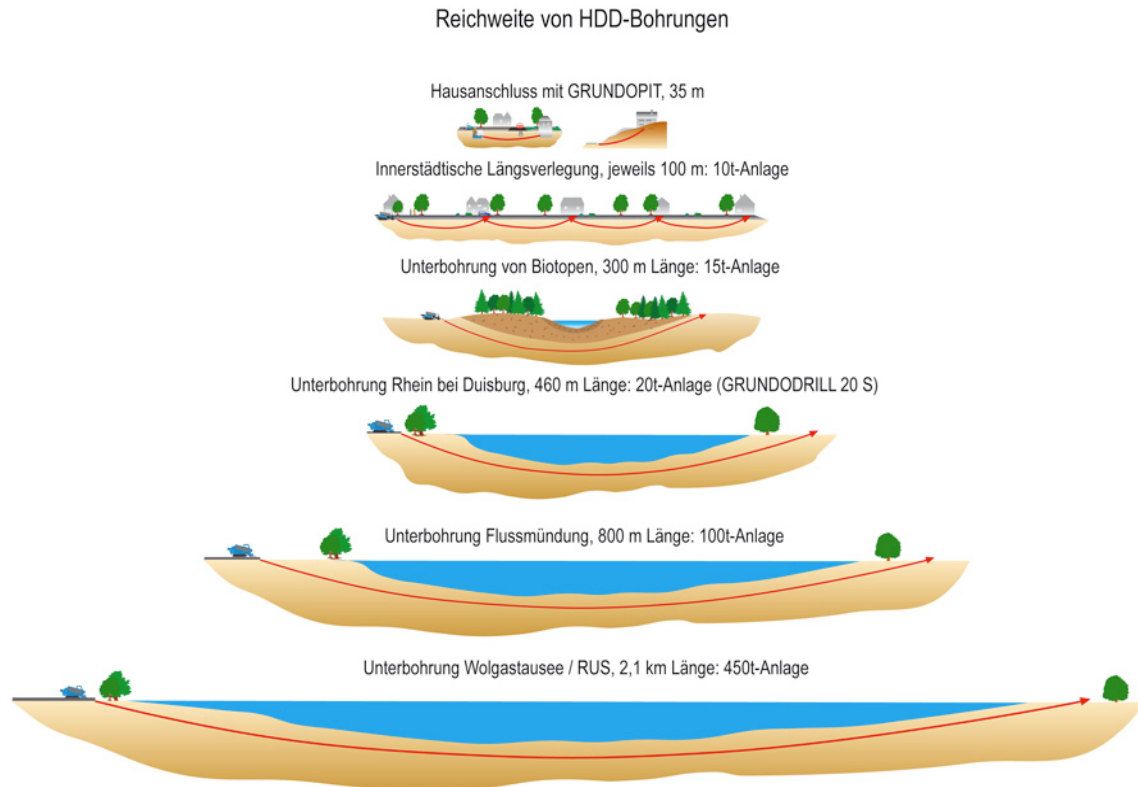 Reichweite von HDD-Bohrungen
Hausanschluss mit GRUNDOPIT, 35 m
Innerstädtische Längsverlegung, jeweils 100 m: 10t-Anlage
Unterbohrung von Biotopen, 300 m Länge: 15t-Anlage
Unterbohrung Rhein bei Duisburg, 460 m Länge: 20t-Anlage (GRUNDODRILL 20 S)
Unterbohrung Flussmündung, 800 m Länge: 100t-Anlage
Unterbohrung Wolgastausee / RUS, 2,1 km Länge: 450t-Anlage